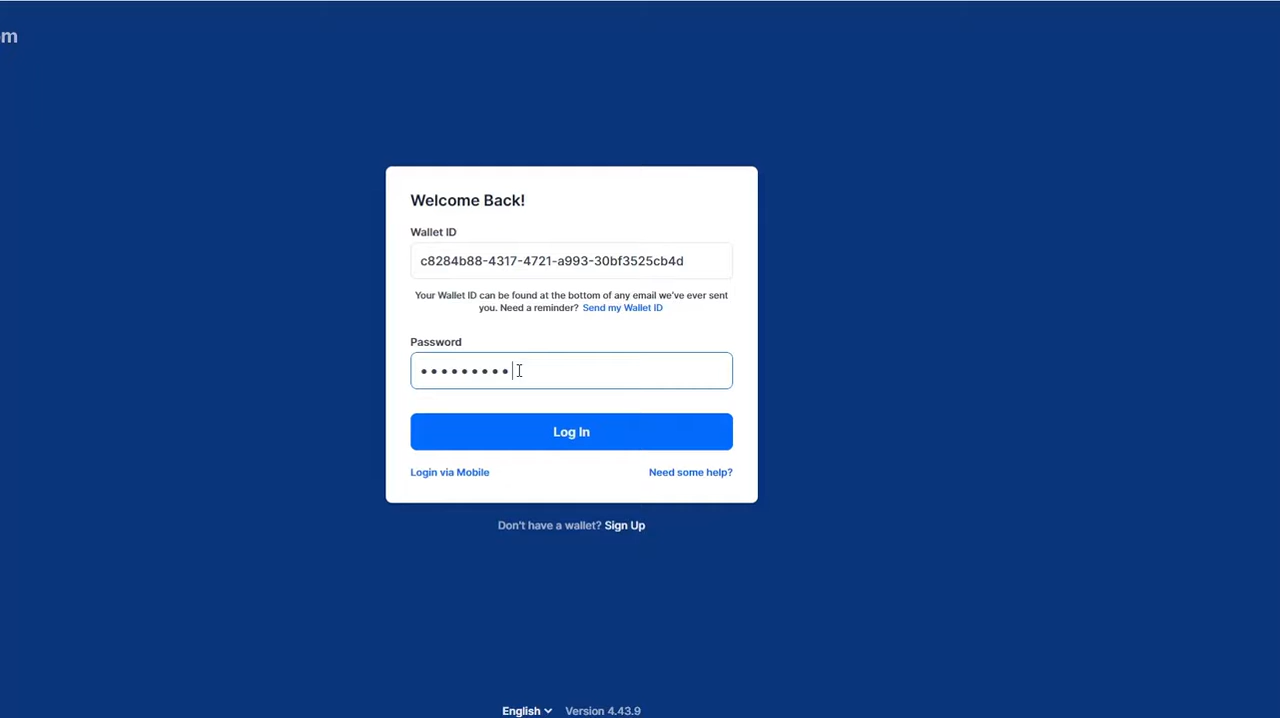 om
Welcome Back!
Wallet ID
c8284b88-4317-4721-a993-30bf3525cb4d
Your Wallet ID can be found at the bottom of any email we've ever sent
you. Need a reminder? Send my Wallet ID
Password
•••••••••
Log In
Login via Mobile Need some help?
Don't have a wallet? Sign Up
English Version 4.43.9